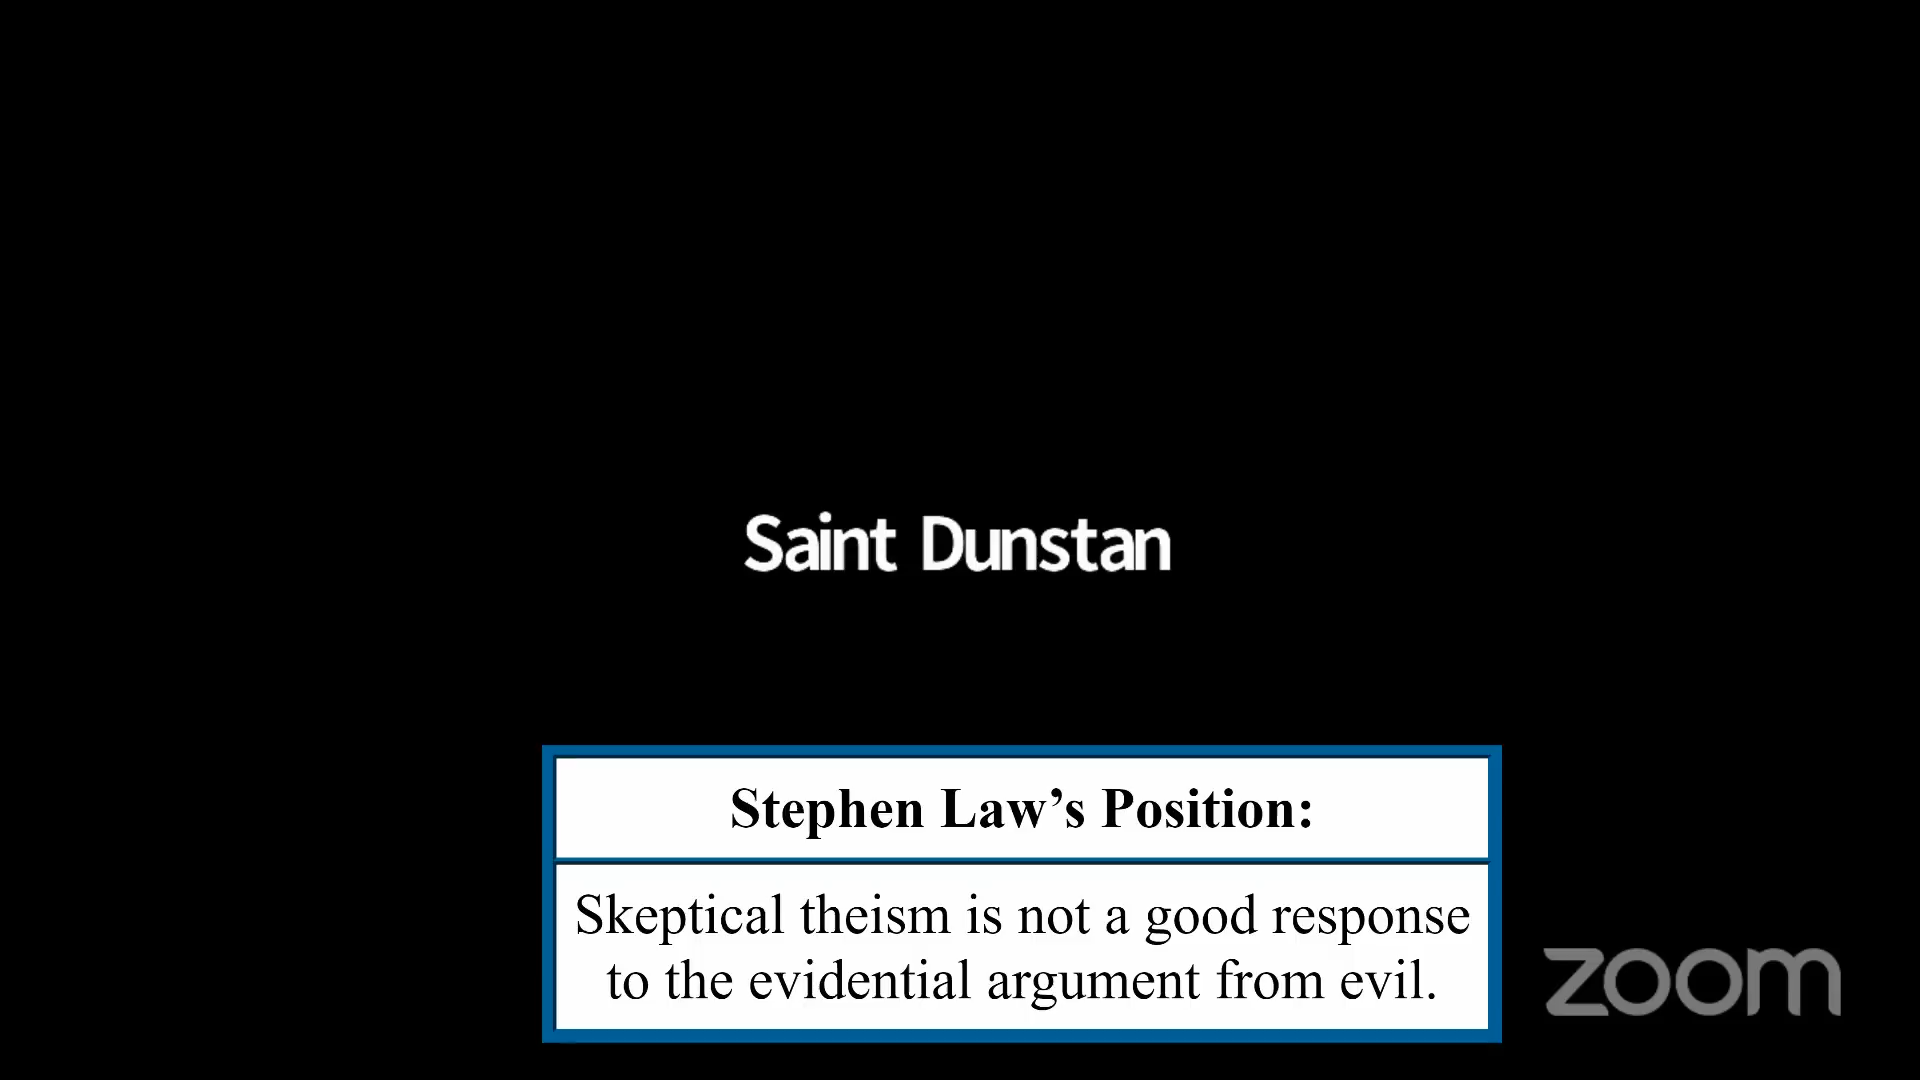 Saint Dunstan
Stephen Law’s Position:
Skeptical theism is not a good response
to the evidential argument from evil.
zoom